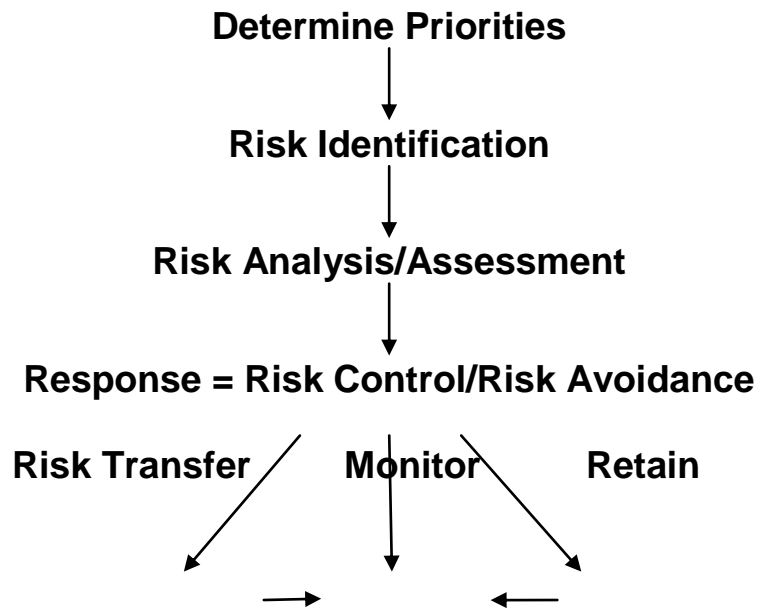 Determine Priorities
Risk Identification
Risk Analysis/Assessment
Response = Risk Control/Risk Avoidance
Risk Transfer Monitor Retain